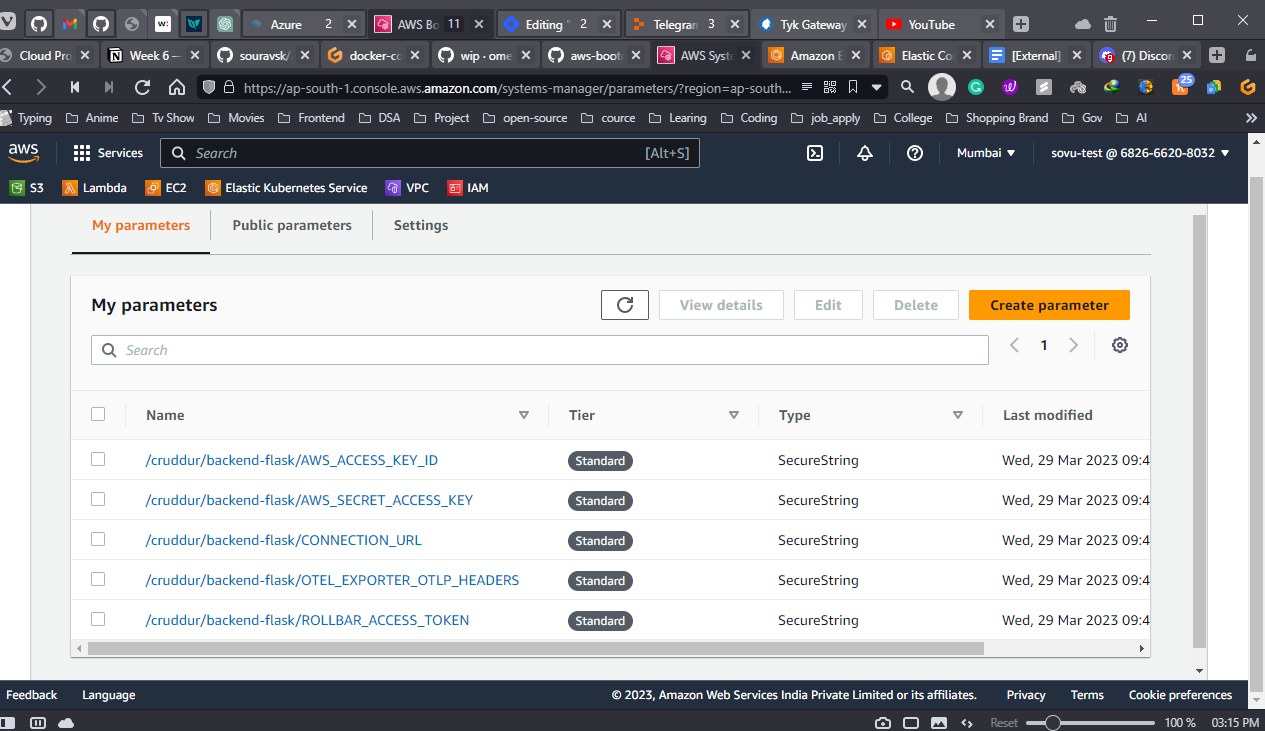 Azure 2 AWS Bo 11 Editing " 2 Telegram 3 Tyk Gateway YouTube
Cloud Pro Week 6 — souravsk/ docker-co wip · ome aws-boot AWS Syst Amazon E Elastic Co [External] (7) Discor
https://ap-south-1.console.aws.amazon.com/systems-manager/parameters/?region=ap-south... 25
Typing Anime Tv Show Movies Frontend DSA Project open-source cource Learing Coding job_apply College Shopping Brand Gov AI
aws Services Search [Alt+S] Mumbai sovu-test @ 6826-6620-8032
S3 Lambda EC2 Elastic Kubernetes Service VPC IAM
My parameters Public parameters Settings
My parameters View details Edit Delete Create parameter
Search 1
Name Tier Type Last modified
/cruddur/backend-flask/AWS_ACCESS_KEY_ID Standard SecureString Wed, 29 Mar 2023 09:4
/cruddur/backend-flask/AWS_SECRET_ACCESS_KEY Standard SecureString Wed, 29 Mar 2023 09:4
/cruddur/backend-flask/CONNECTION_URL Standard SecureString Wed, 29 Mar 2023 09:4
/cruddur/backend-flask/OTEL_EXPORTER_OTLP_HEADERS Standard SecureString Wed, 29 Mar 2023 09:4
/cruddur/backend-flask/ROLLBAR_ACCESS_TOKEN Standard SecureString Wed, 29 Mar 2023 09:4
Feedback Language © 2023, Amazon Web Services India Private Limited or its affiliates. Privacy Terms Cookie preferences
Reset 100 % 03:15 PM